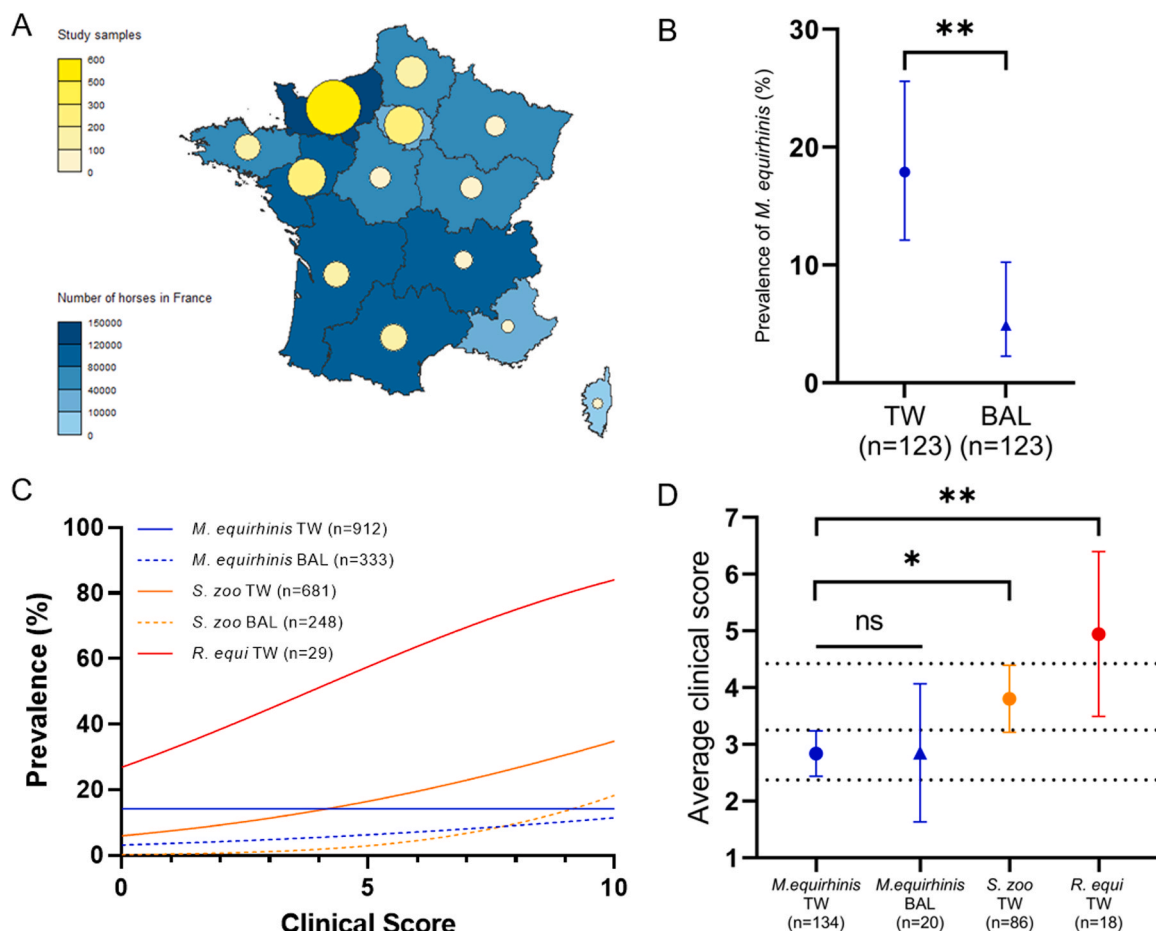 A
Study samples
600
500
300
200
100
0
Number of horses in France
150000
120000
80000
40000
10000
0
B
Prevalence of M. equirhinis (%)
30
20
10
0
**
TW
(n=123)
BAL
(n=123)
C
Prevalence (%)
100
80
60
40
20
0
M. equirhinis TW (n=912)
M. equirhinis BAL (n=333)
S. zoo TW (n=681)
S. zoo BAL (n=248)
R. equi TW (n=29)
0
5
10
Clinical Score
D
Average clinical score
7
6
5
4
3
2
1
**
*
ns
M.equirhinis
TW
(n=134)
M.equirhinis
BAL
(n=20)
S. zoo
TW
(n=86)
R. equi
TW
(n=18)